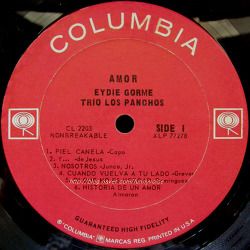 COLUMBIA
AMOR
EYDIE GORME
TRIO LOS PANCHOS
CL 2203
NONBREAKABLE
SIDE 1
XLP 77278
1. PIEL CANELA -Capo
2. Y... -de Jesus
3. NOSOTROS -Junco, Jr.
4. CUANDO VUELVA A TU LADO -Grever
6. HISTORIA DE UN AMOR
Almaran
GUARANTEED HIGH FIDELITY
® "COLUMBIA" MARCAS REG. PRINTED IN U.S.A.